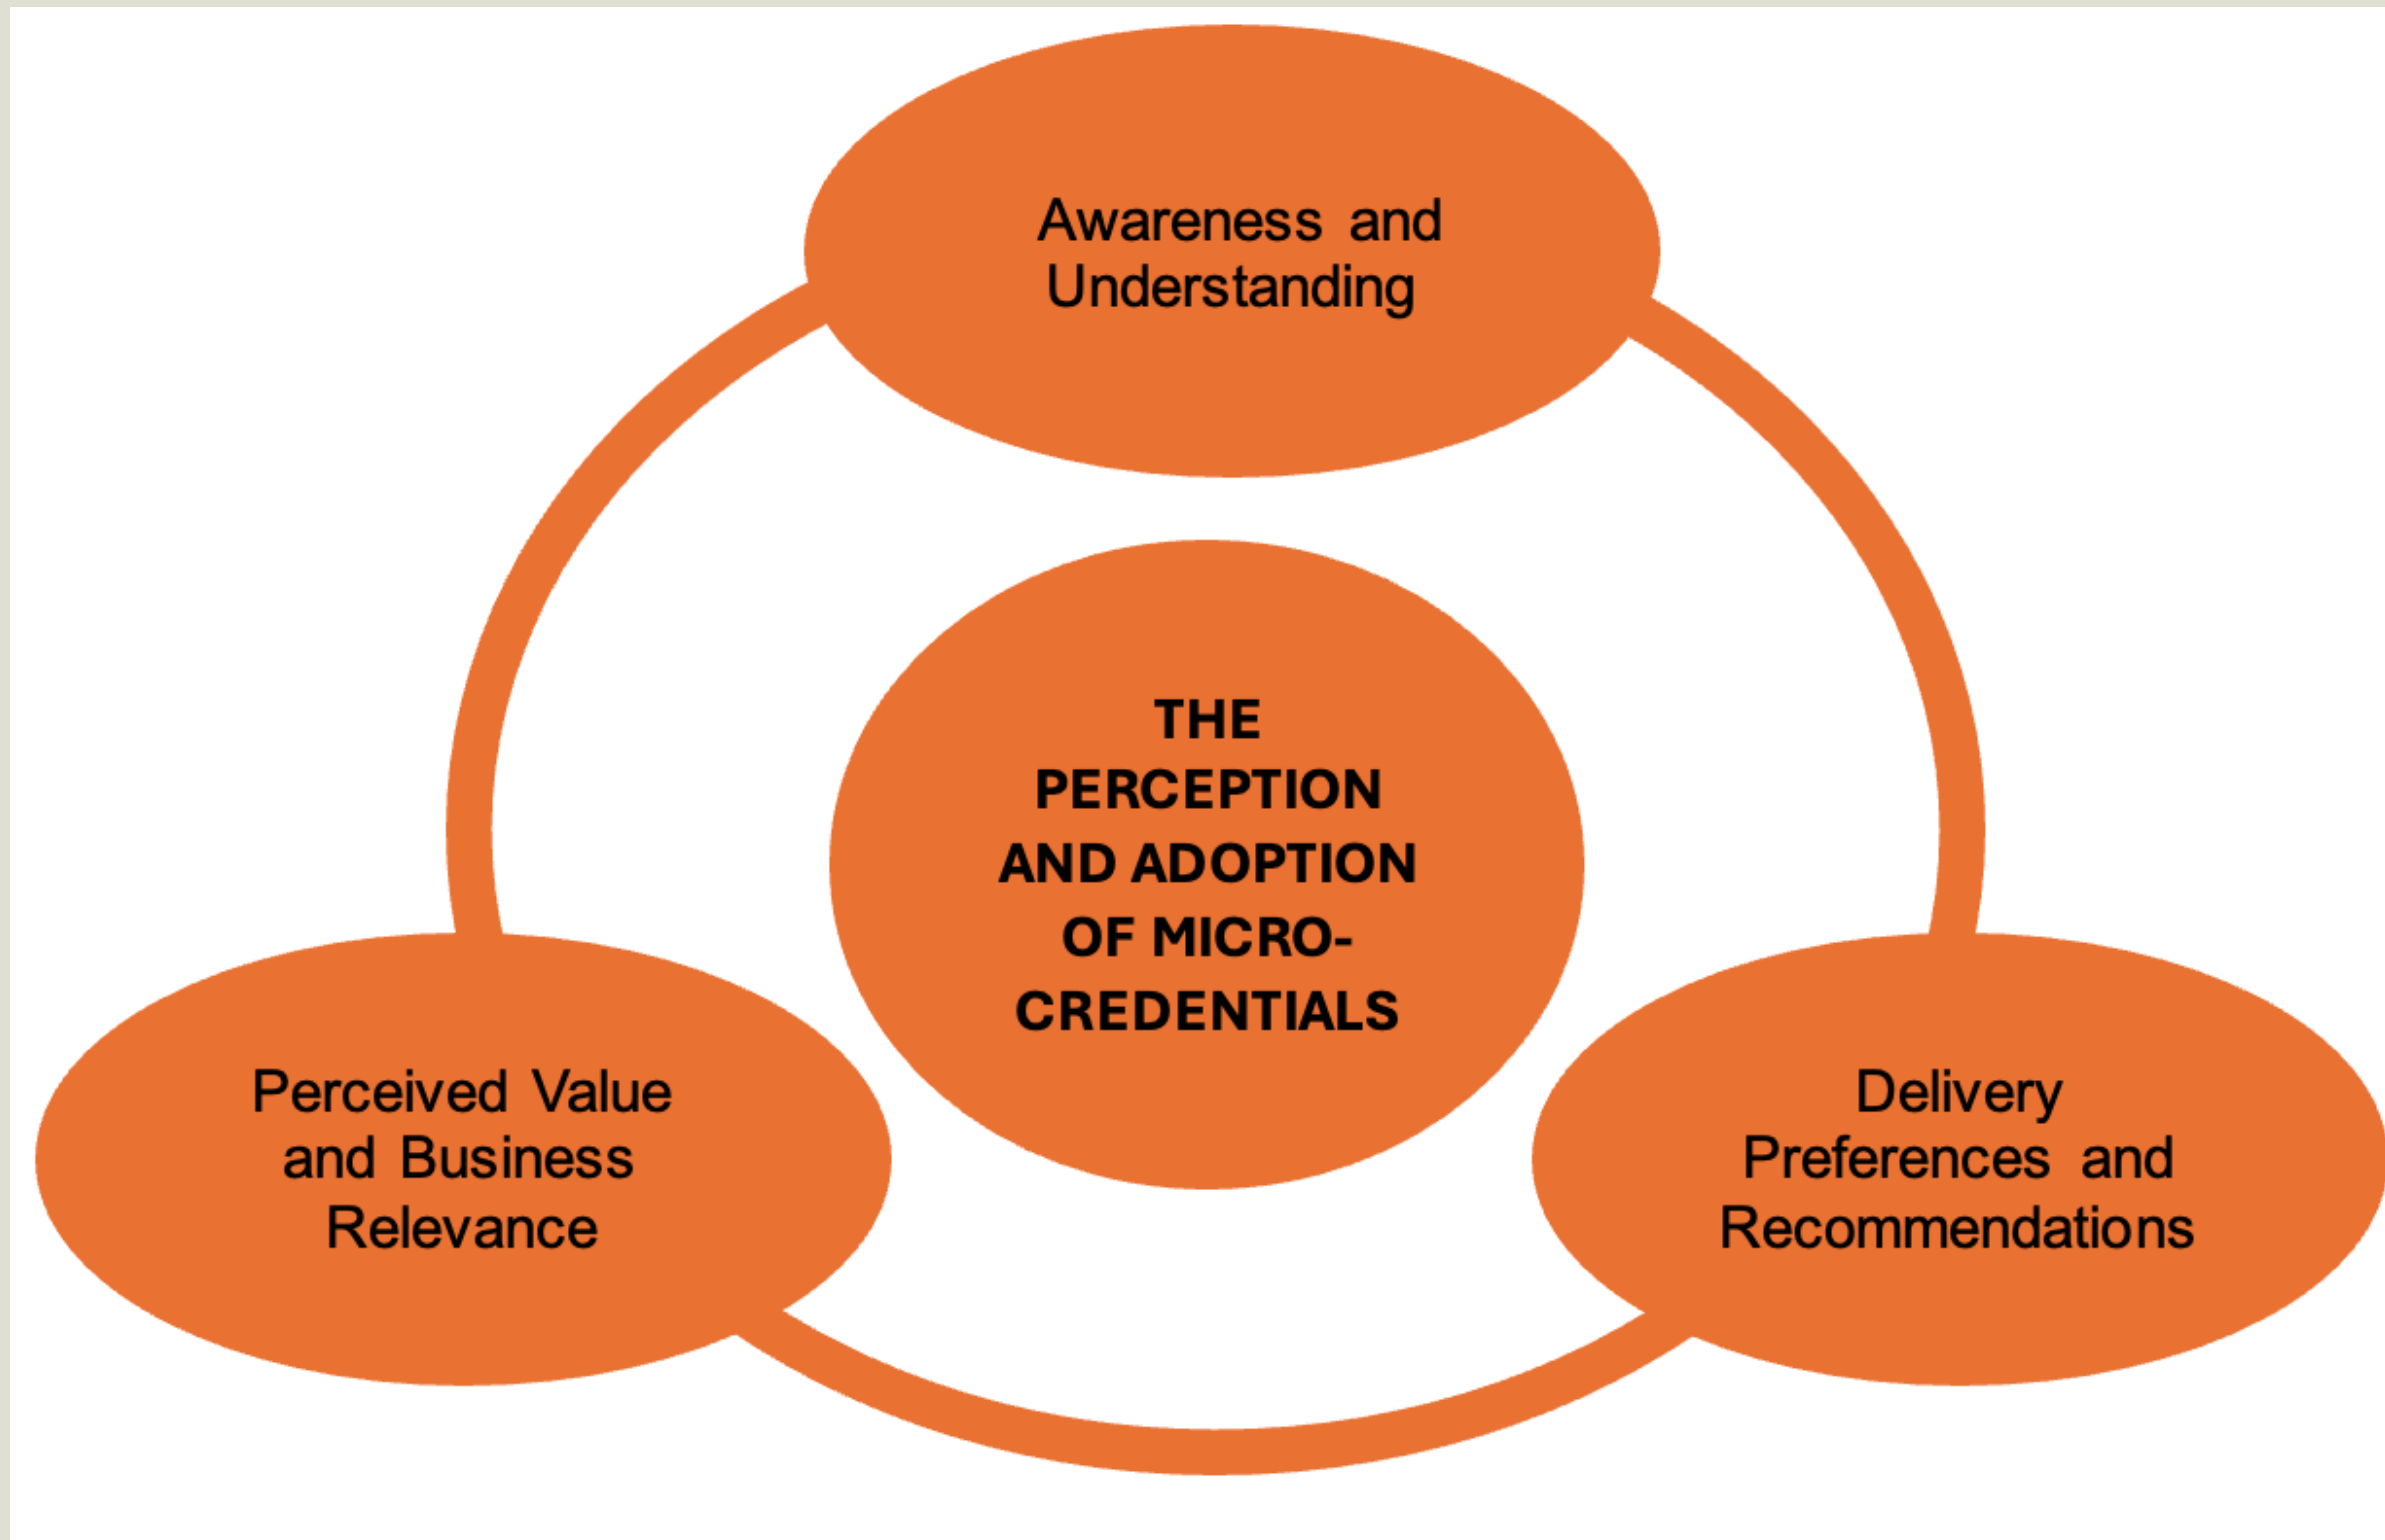 Awareness and
Understanding
THE
PERCEPTION
AND ADOPTION
OF MICRO-
CREDENTIALS
Perceived Value
and Business
Relevance
Delivery
Preferences and
Recommendations